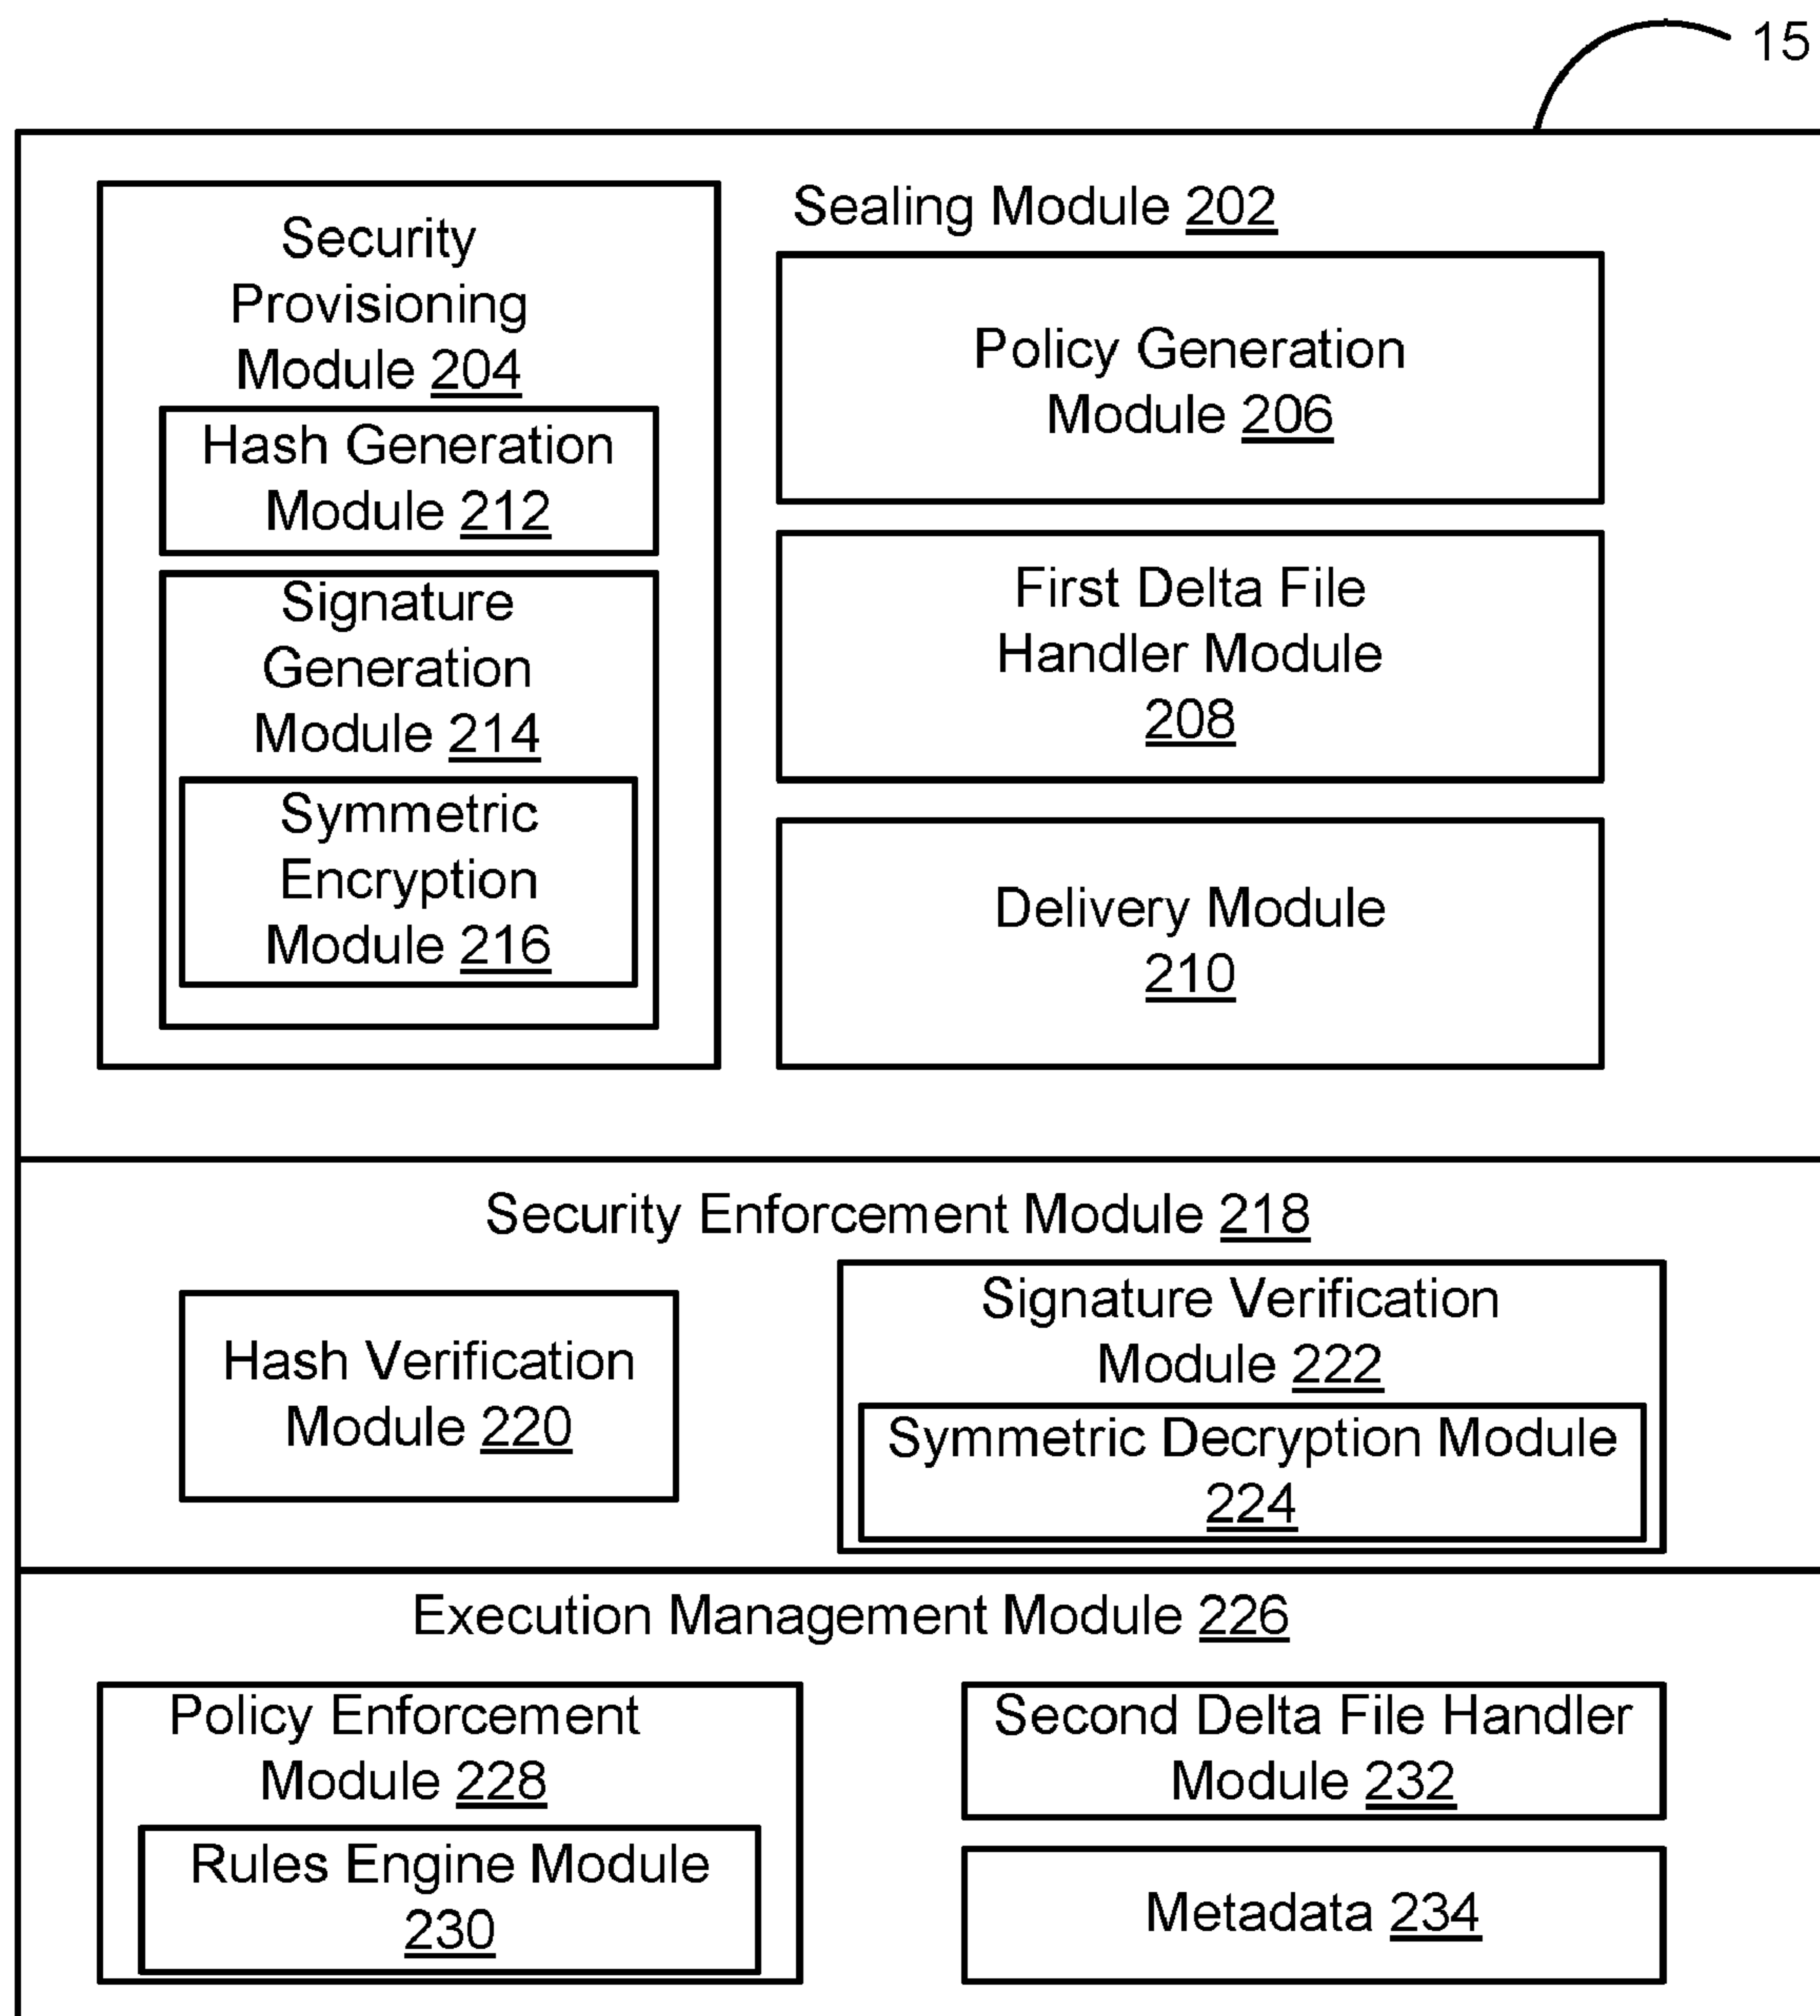 15
Sealing Module 202
Security
Provisioning
Module 204
Hash Generation
Module 212
Signature
Generation
Module 214
Symmetric
Encryption
Module 216
Policy Generation
Module 206
First Delta File
Handler Module
208
Delivery Module
210
Security Enforcement Module 218
Hash Verification
Module 220
Signature Verification
Module 222
Symmetric Decryption Module
224
Execution Management Module 226
Policy Enforcement
Module 228
Rules Engine Module
230
Second Delta File Handler
Module 232
Metadata 234